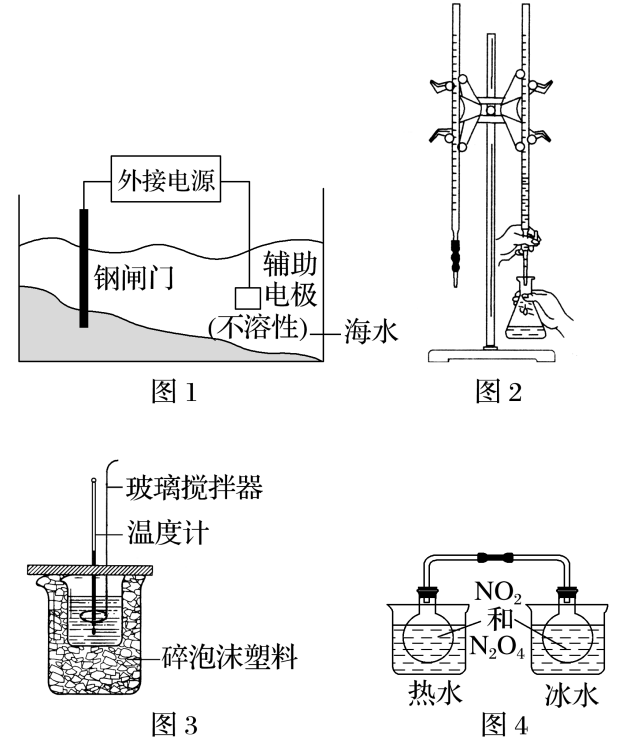 外接电源
钢闸门
辅助
电极
(不溶性)
海水
图1
图2
玻璃搅拌器
温度计
碎泡沫塑料
图3
NO₂
和
N₂O₄
热水
冰水
图4